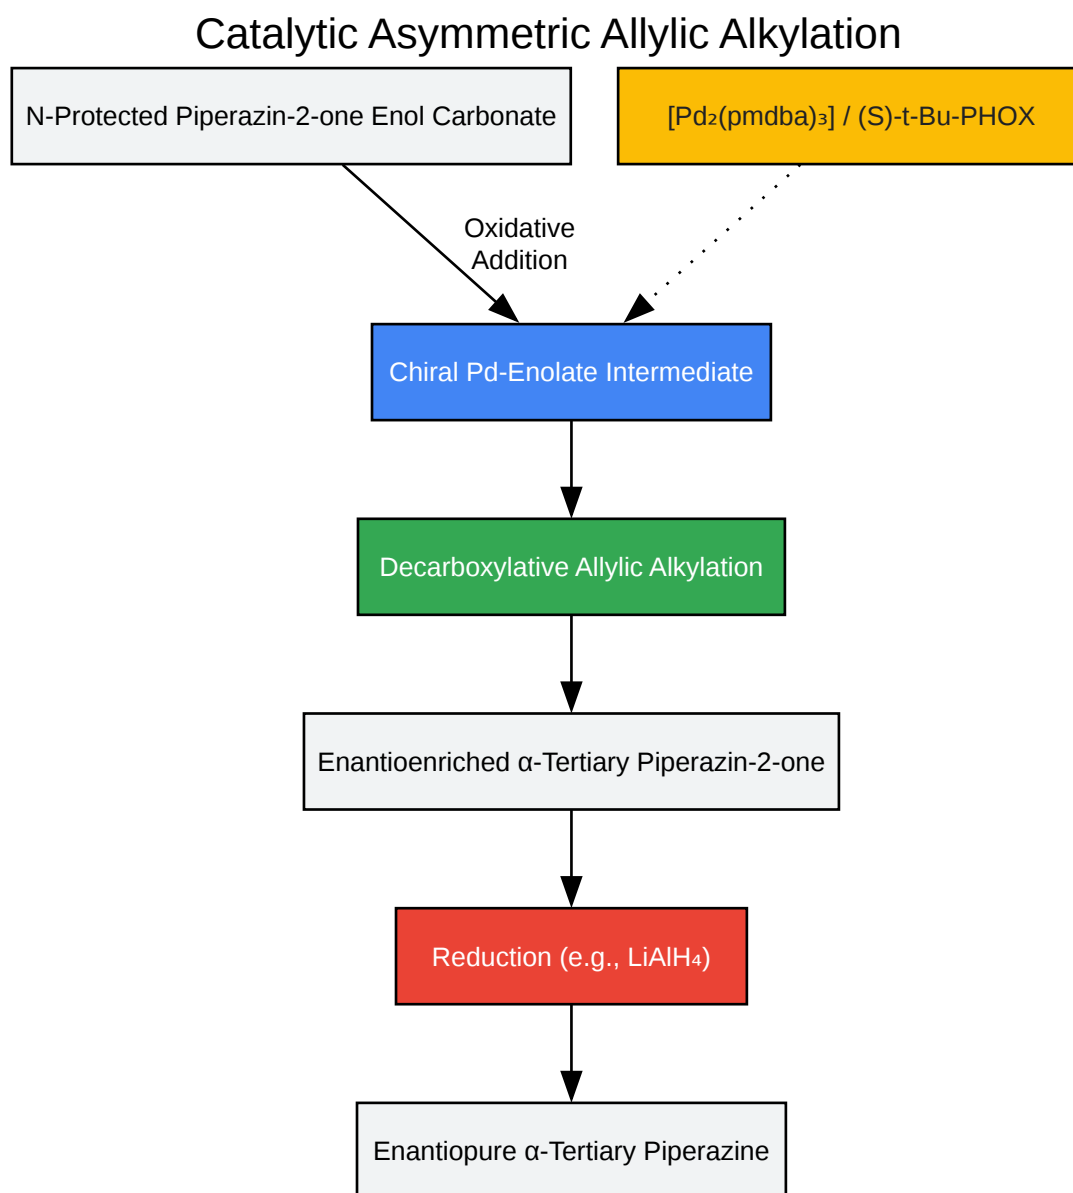 Catalytic Asymmetric Allylic Alkylation
N-Protected Piperazin-2-one Enol Carbonate
[Pd₂(pmdba)₃] / (S)-t-Bu-PHOX
Oxidative
Addition
Chiral Pd-Enolate Intermediate
Decarboxylative Allylic Alkylation
Enantioenriched α-Tertiary Piperazin-2-one
Reduction (e.g., LiAlH₄)
Enantiopure α-Tertiary Piperazine